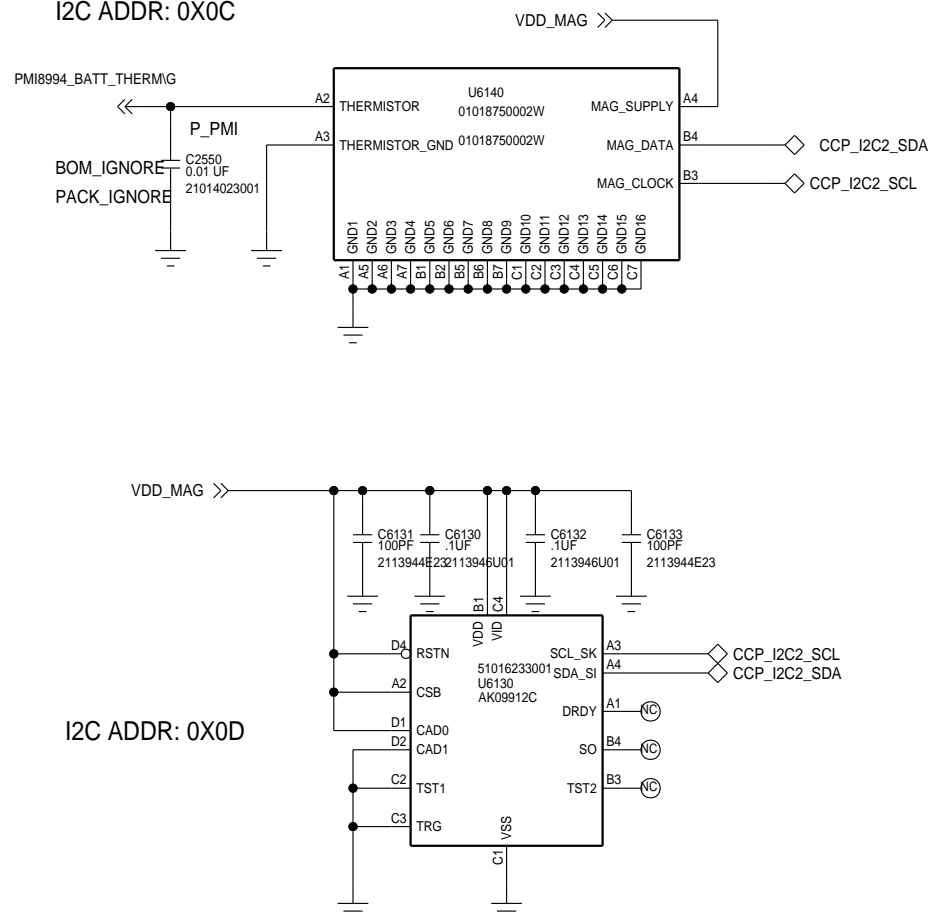 I2C ADDR: 0X0C
VDD_MAG
PMI8994_BATT_THERM\G
P_PMI
BOM_IGNORE
PACK_IGNORE
C2550
0.01 UF
21014023001
A2 THERMISTOR
A3 THERMISTOR_GND
U6140
01018750002W
01018750002W
MAG_SUPPLY A4
MAG_DATA B4 CCP_I2C2_SDA
MAG_CLOCK B3 CCP_I2C2_SCL
GND1 GND2 GND3 GND4 GND5 GND6 GND7 GND8 GND9 GND10 GND11 GND12 GND13 GND14 GND15 GND16
A1 A5 A6 A7 B1 B2 B5 B6 B7 C1 C2 C3 C4 C5 C6 C7
VDD_MAG
C6131
100PF
2113944E23
C6130
.1UF
2113946U01
C6132
.1UF
2113946U01
C6133
100PF
2113944E23
B1 C4
VDD VID
D4 RSTN
A2 CSB
D1 CAD0
D2 CAD1
C2 TST1
C3 TRG
51016233001
U6130
AK09912C
SCL_SK A3 CCP_I2C2_SCL
SDA_SI A4 CCP_I2C2_SDA
DRDY A1 NC
SO B4 NC
TST2 B3 NC
VSS
C1
I2C ADDR: 0X0D